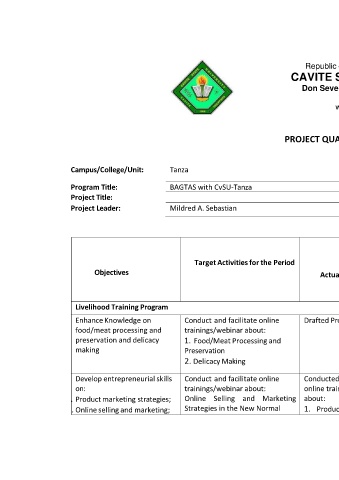 Republic
CAVITE S
Don Seve
w
PROJECT QUA
Campus/College/Unit: Tanza
Program Title: BAGTAS with CvSU-Tanza
Project Title:
Project Leader: Mildred A. Sebastian
Objectives
Target Activities for the Period
Actua
Livelihood Training Program
Enhance Knowledge on
food/meat processing and
preservation and delicacy
making
Conduct and facilitate online
trainings/webinar about:
1. Food/Meat Processing and
Preservation
2. Delicacy Making
Drafted Pr
Develop entrepreneurial skills
on:
Product marketing strategies;
Online selling and marketing;
Conduct and facilitate online
trainings/webinar about:
Online Selling and Marketing
Strategies in the New Normal
Conducted
online trai
about:
1. Produc